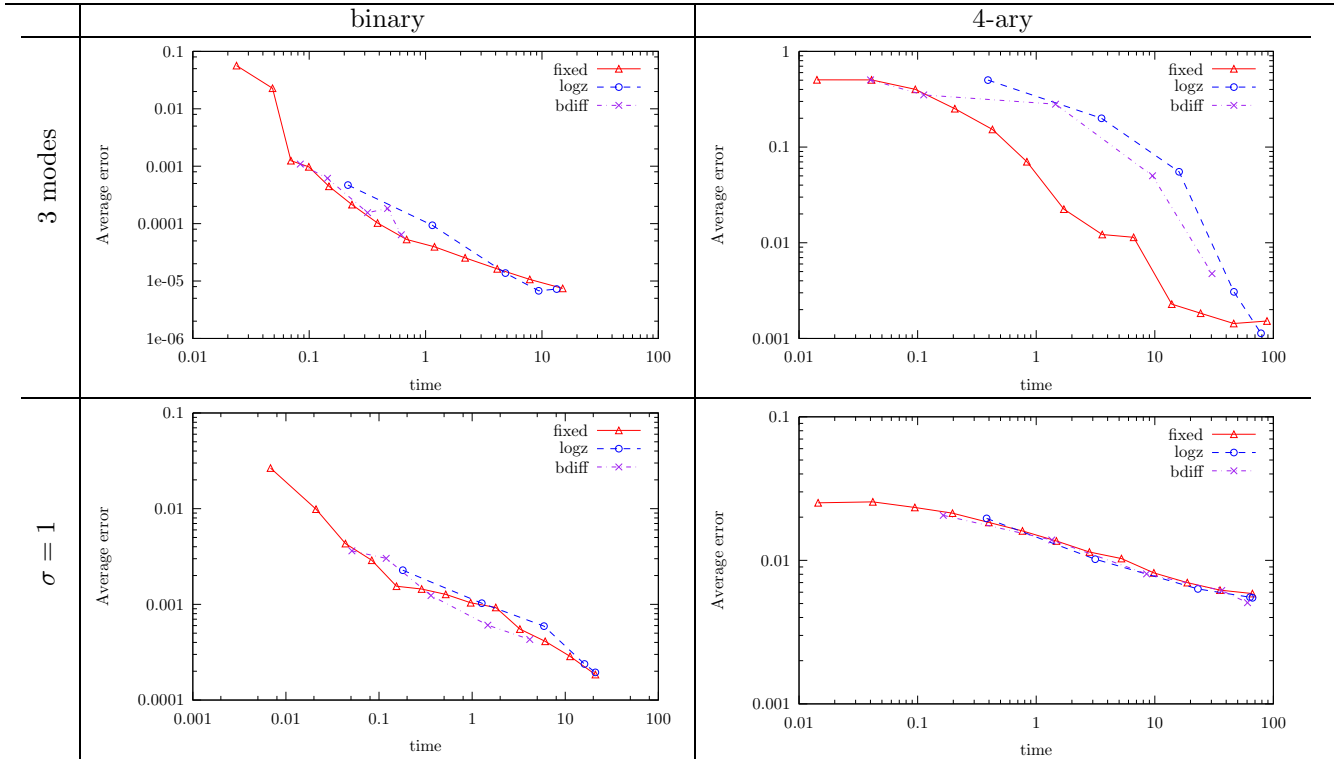 binary
4-ary
3 modes
Average error
0.1
0.01
0.001
0.0001
1e-05
1e-06
0.01
0.1
1
10
100
time
fixed
logz
bdiff
Average error
1
0.1
0.01
0.001
0.01
0.1
1
10
100
time
fixed
logz
bdiff
σ = 1
Average error
0.1
0.01
0.001
0.0001
0.001
0.01
0.1
1
10
100
time
fixed
logz
bdiff
Average error
0.1
0.01
0.001
0.01
0.1
1
10
100
time
fixed
logz
bdiff